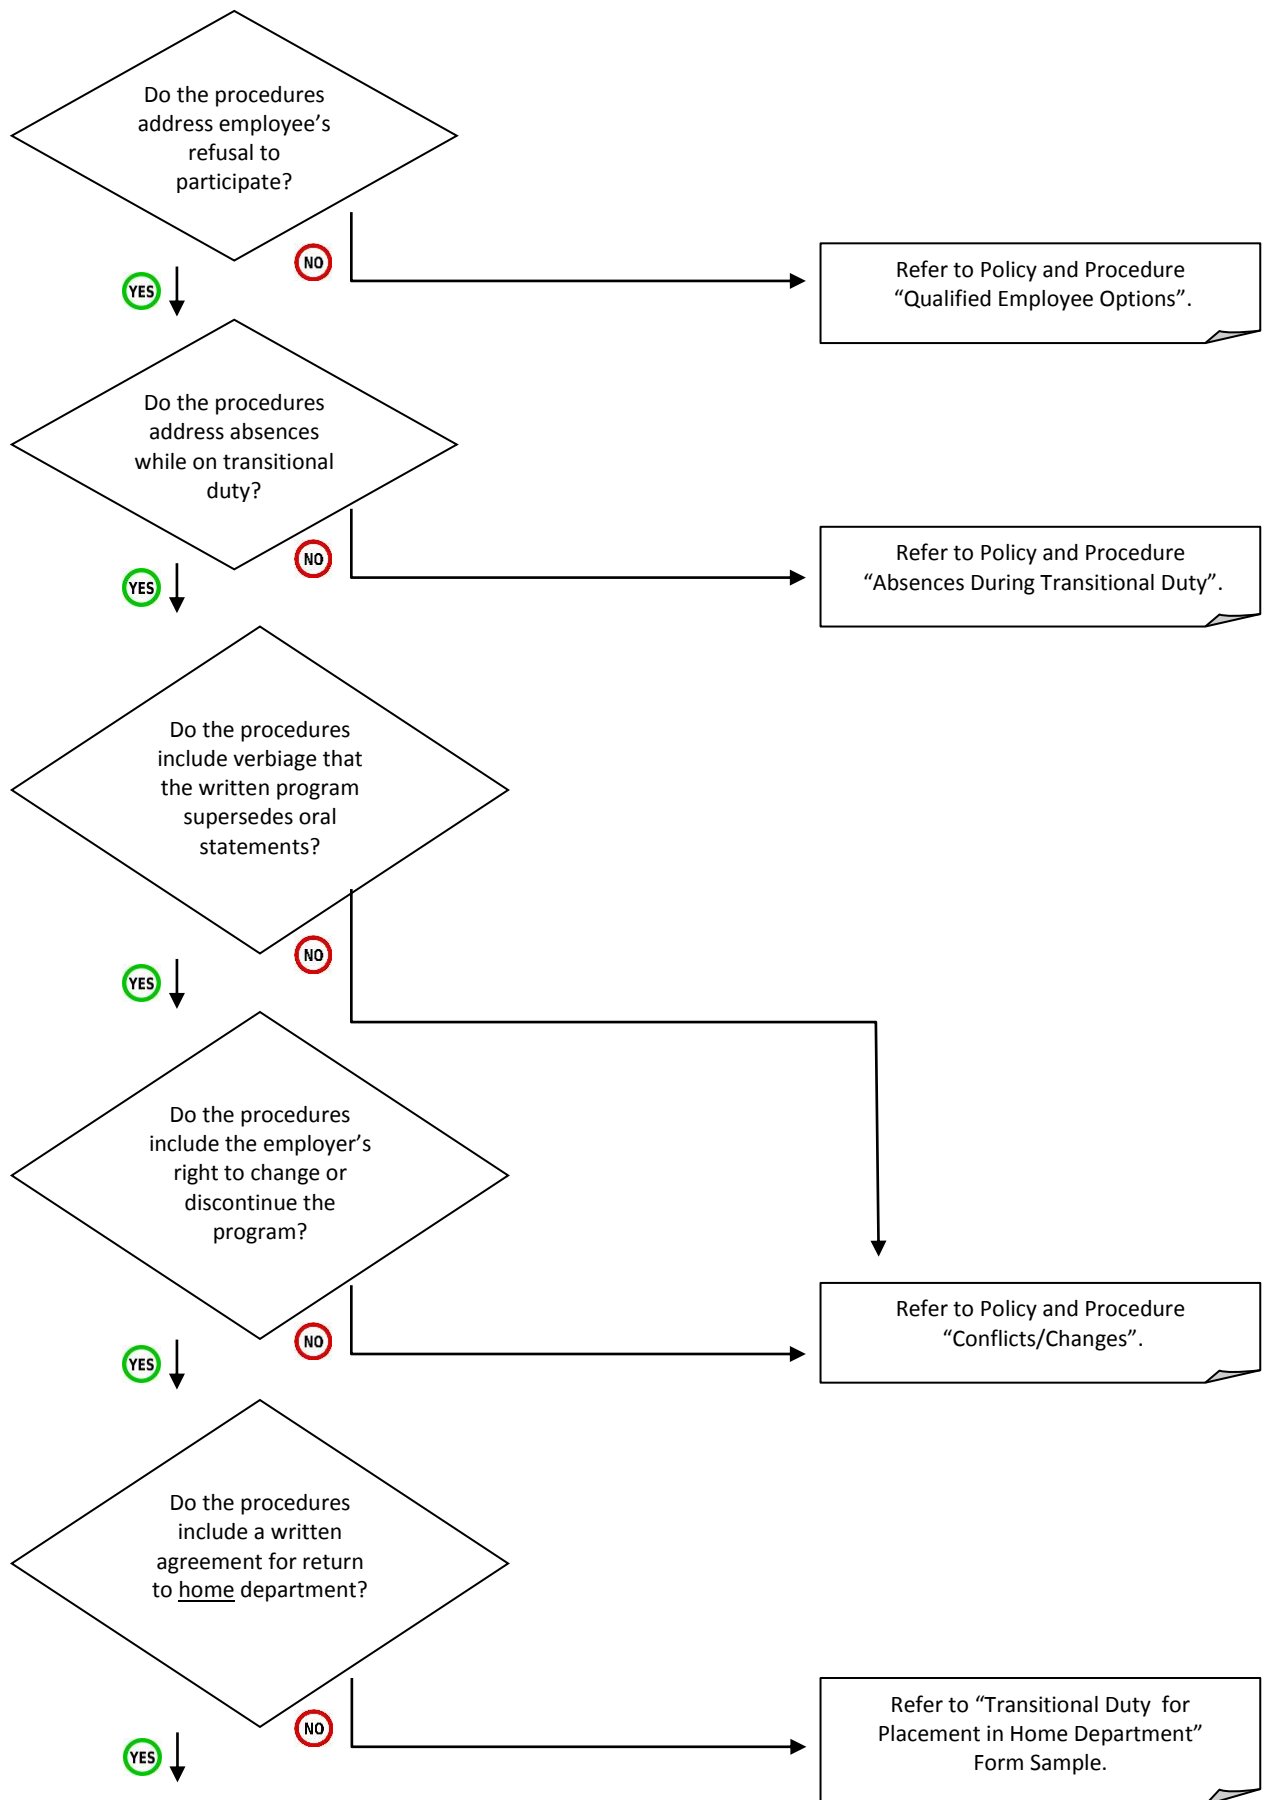 Do the procedures
address employee’s
refusal to
participate?
NO
YES
Refer to Policy and Procedure
“Qualified Employee Options”.
Do the procedures
address absences
while on transitional
duty?
NO
YES
Refer to Policy and Procedure
“Absences During Transitional Duty”.
Do the procedures
include verbiage that
the written program
supersedes oral
statements?
NO
YES
Do the procedures
include the employer’s
right to change or
discontinue the
program?
NO
YES
Refer to Policy and Procedure
“Conflicts/Changes”.
Do the procedures
include a written
agreement for return
to home department?
NO
YES
Refer to “Transitional Duty for
Placement in Home Department”
Form Sample.